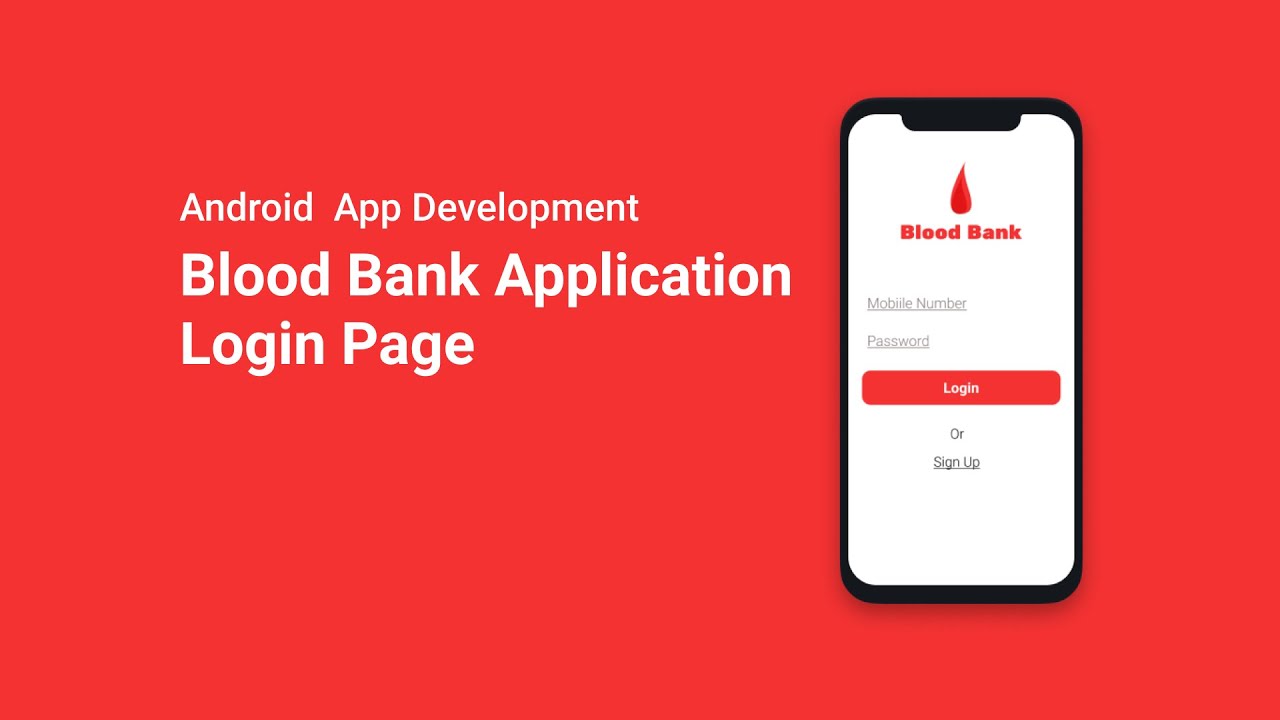 Android App Development
Blood Bank Application
Login Page
Blood Bank
Mobiile Number
Password
Login
Or
Sign Up